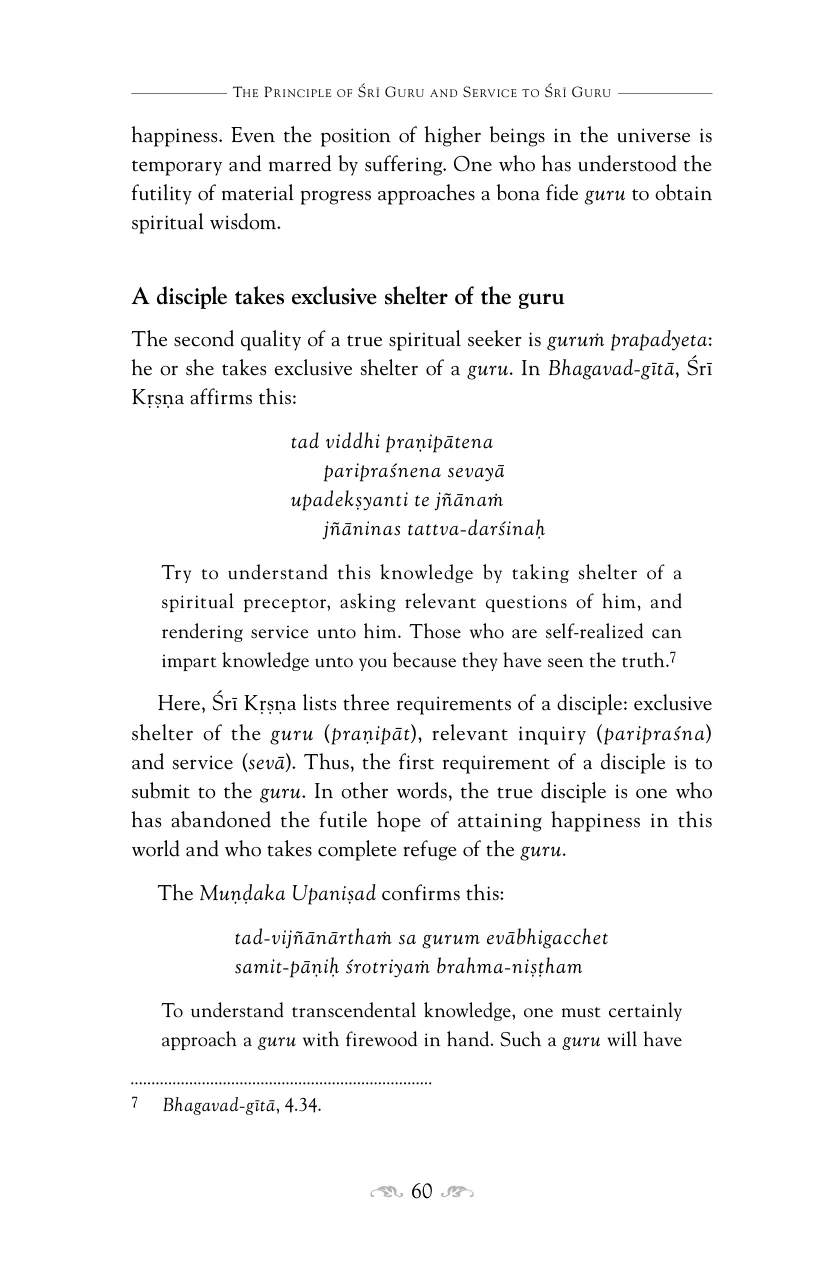 The Principle of Śrī Guru and Service to Śrī Guru
happiness. Even the position of higher beings in the universe is
temporary and marred by suffering. One who has understood the
futility of material progress approaches a bona fide guru to obtain
spiritual wisdom.
A disciple takes exclusive shelter of the guru
The second quality of a true spiritual seeker is guruṁ prapadyeta:
he or she takes exclusive shelter of a guru. In Bhagavad-gītā, Śrī
Kṛṣṇa affirms this:
tad viddhi praṇipātena
paripraśnena sevayā
upadekṣyanti te jñānaṁ
jñāninas tattva-darśinaḥ
Try to understand this knowledge by taking shelter of a
spiritual preceptor, asking relevant questions of him, and
rendering service unto him. Those who are self-realized can
impart knowledge unto you because they have seen the truth.7
Here, Śrī Kṛṣṇa lists three requirements of a disciple: exclusive
shelter of the guru (praṇipāt), relevant inquiry (paripraśna)
and service (sevā). Thus, the first requirement of a disciple is to
submit to the guru. In other words, the true disciple is one who
has abandoned the futile hope of attaining happiness in this
world and who takes complete refuge of the guru.
The Muṇḍaka Upaniṣad confirms this:
tad-vijñānārthaṁ sa gurum evābhigacchet
samit-pāṇiḥ śrotriyaṁ brahma-niṣṭham
To understand transcendental knowledge, one must certainly
approach a guru with firewood in hand. Such a guru will have
7 Bhagavad-gītā, 4.34.
60